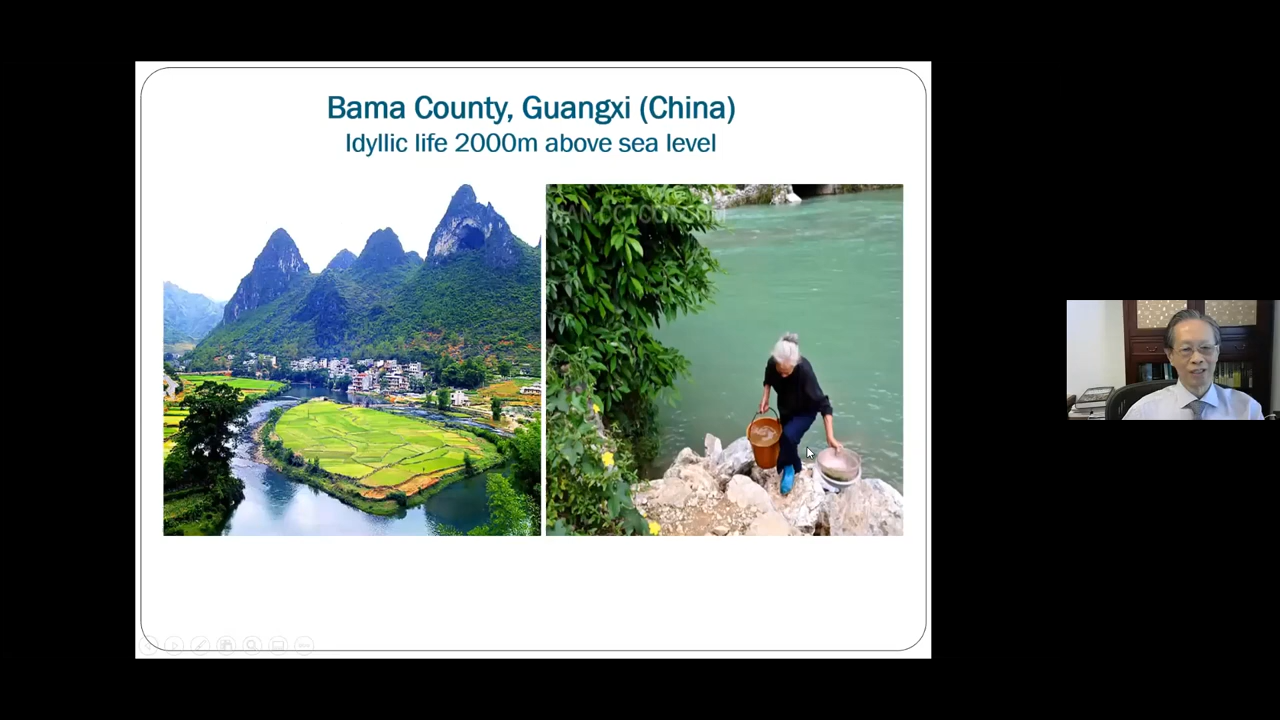 Bama County, Guangxi (China)
Idyllic life 2000m above sea level